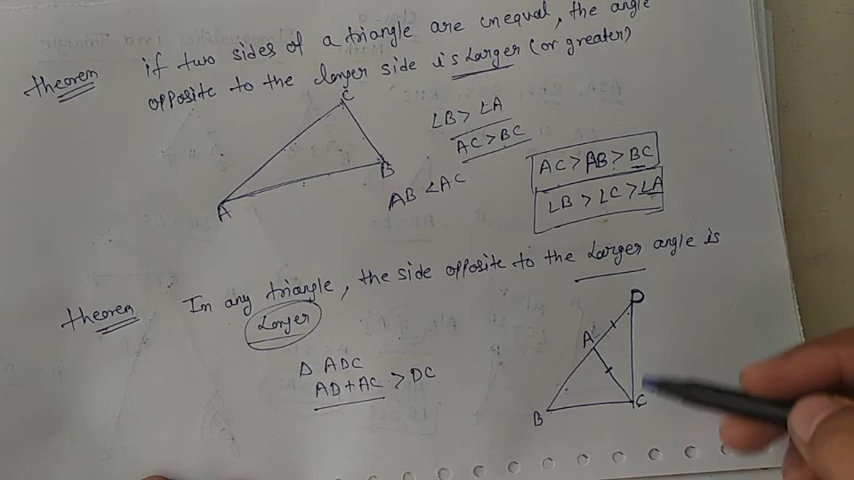 theorem if two sides of a triangle are unequal, the angle
opposite to the longer side is Larger (or greater)
C
B
A
∠B > ∠A
AC > BC
AB < AC
AC > AB > BC
∠B > ∠C > ∠A
theorem In any triangle, the side opposite to the Larger angle is
Longer
Δ ADC
AD + AC > DC
D
A
B
C